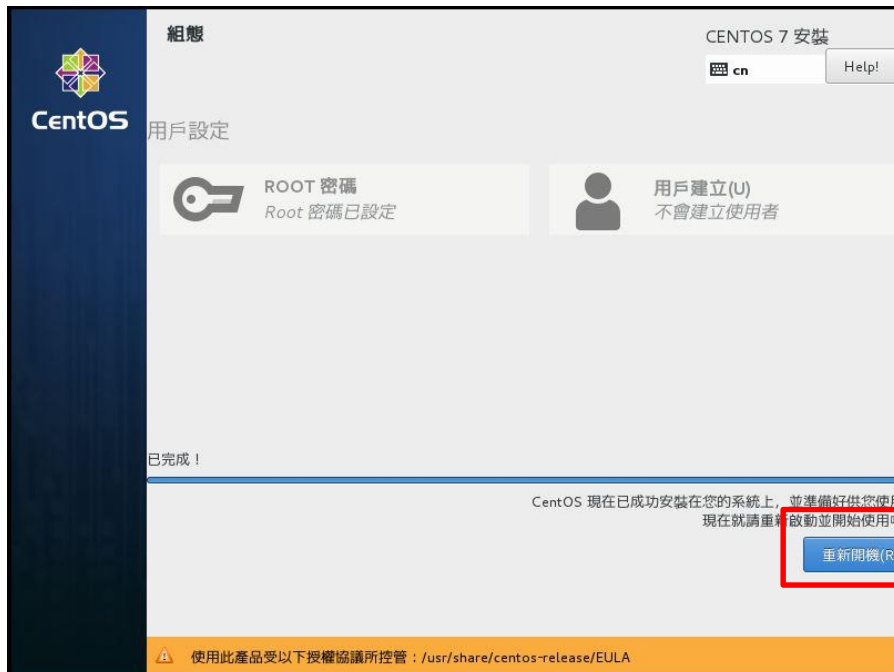 組態
CENTOS 7 安裝
cn
Help!
CentOS
用戶設定
ROOT 密碼
Root 密碼已設定
用戶建立(U)
不會建立使用者
已完成！
CentOS 現在已成功安裝在您的系統上，並準備好供您使
現在就請重新啟動並開始使用
重新開機(R
使用此產品受以下授權協議所控管：/usr/share/centos-release/EULA